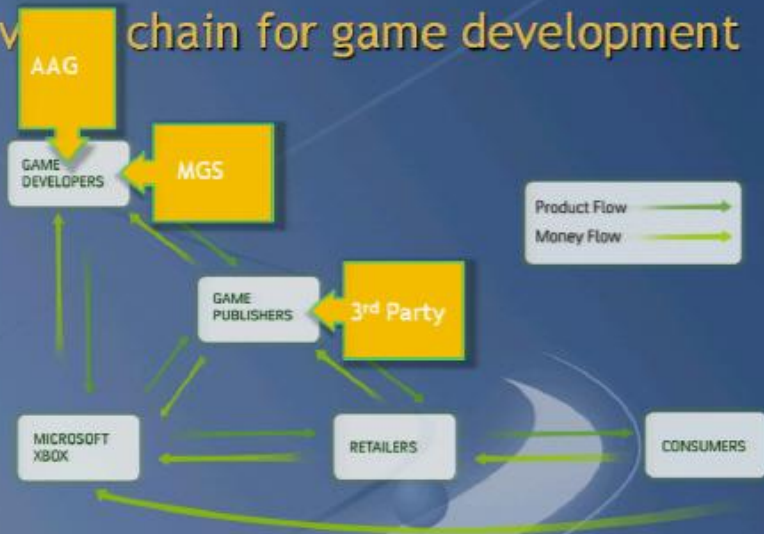 chain for game development
AAG
GAME
DEVELOPERS
MGS
Product Flow
Money Flow
GAME
PUBLISHERS
3rd Party
MICROSOFT
XBOX
RETAILERS
CONSUMERS